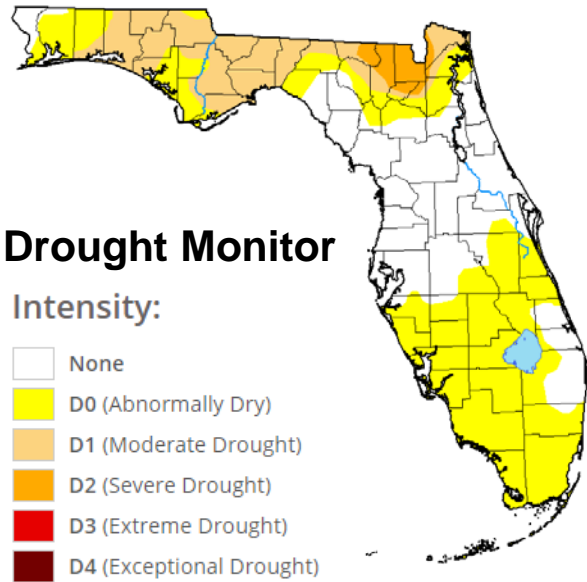 Drought Monitor
Intensity:
None
D0 (Abnormally Dry)
D1 (Moderate Drought)
D2 (Severe Drought)
D3 (Extreme Drought)
D4 (Exceptional Drought)